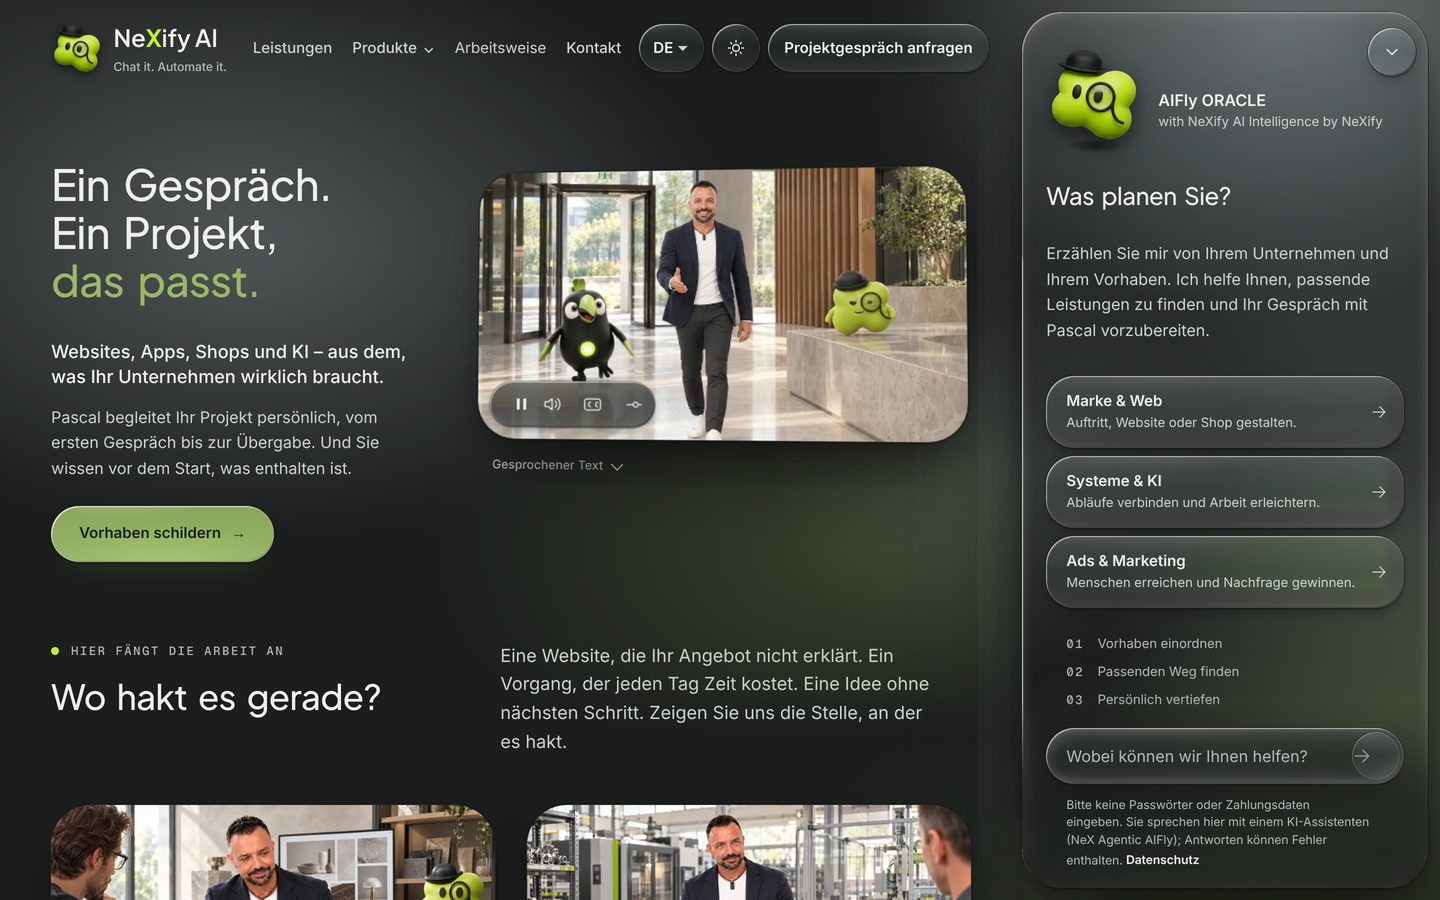 NeXify AI
Chat it. Automate it.
Leistungen
Produkte
Arbeitsweise
Kontakt
DE
Projektgespräch anfragen
Ein Gespräch.
Ein Projekt,
das passt.
Websites, Apps, Shops und KI – aus dem,
was Ihr Unternehmen wirklich braucht.
Pascal begleitet Ihr Projekt persönlich, vom
ersten Gespräch bis zur Übergabe. Und Sie
wissen vor dem Start, was enthalten ist.
Vorhaben schildern →
CC
Gesprochener Text
HIER FÄNGT DIE ARBEIT AN
Wo hakt es gerade?
Eine Website, die Ihr Angebot nicht erklärt. Ein
Vorgang, der jeden Tag Zeit kostet. Eine Idee ohne
nächsten Schritt. Zeigen Sie uns die Stelle, an der
es hakt.
AIFly ORACLE
with NeXify AI Intelligence by NeXify
Was planen Sie?
Erzählen Sie mir von Ihrem Unternehmen und
Ihrem Vorhaben. Ich helfe Ihnen, passende
Leistungen zu finden und Ihr Gespräch mit
Pascal vorzubereiten.
Marke & Web
Auftritt, Website oder Shop gestalten.
Systeme & KI
Abläufe verbinden und Arbeit erleichtern.
Ads & Marketing
Menschen erreichen und Nachfrage gewinnen.
01 Vorhaben einordnen
02 Passenden Weg finden
03 Persönlich vertiefen
Wobei können wir Ihnen helfen?
Bitte keine Passwörter oder Zahlungsdaten
eingeben. Sie sprechen hier mit einem KI-Assistenten
(NeX Agentic AIFly); Antworten können Fehler
enthalten. Datenschutz